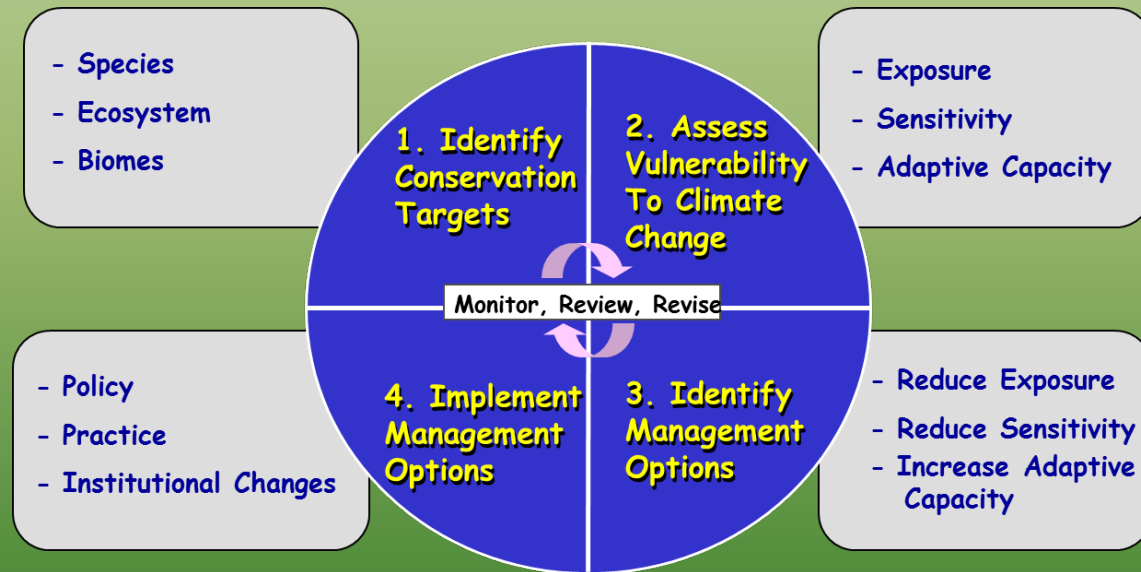 - Species
- Ecosystem
- Biomes
1. Identify
Conservation
Targets
2. Assess
Vulnerability
To Climate
Change
- Exposure
- Sensitivity
- Adaptive Capacity
Monitor, Review, Revise
- Policy
- Practice
- Institutional Changes
4. Implement
Management
Options
3. Identify
Management
Options
- Reduce Exposure
- Reduce Sensitivity
- Increase Adaptive
Capacity